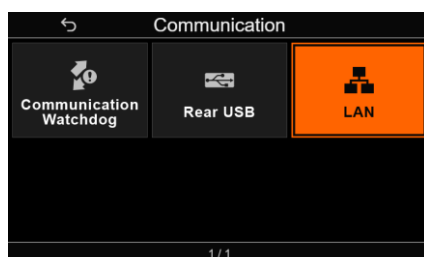 Communication
Communication
Watchdog
Rear USB
LAN
1/1